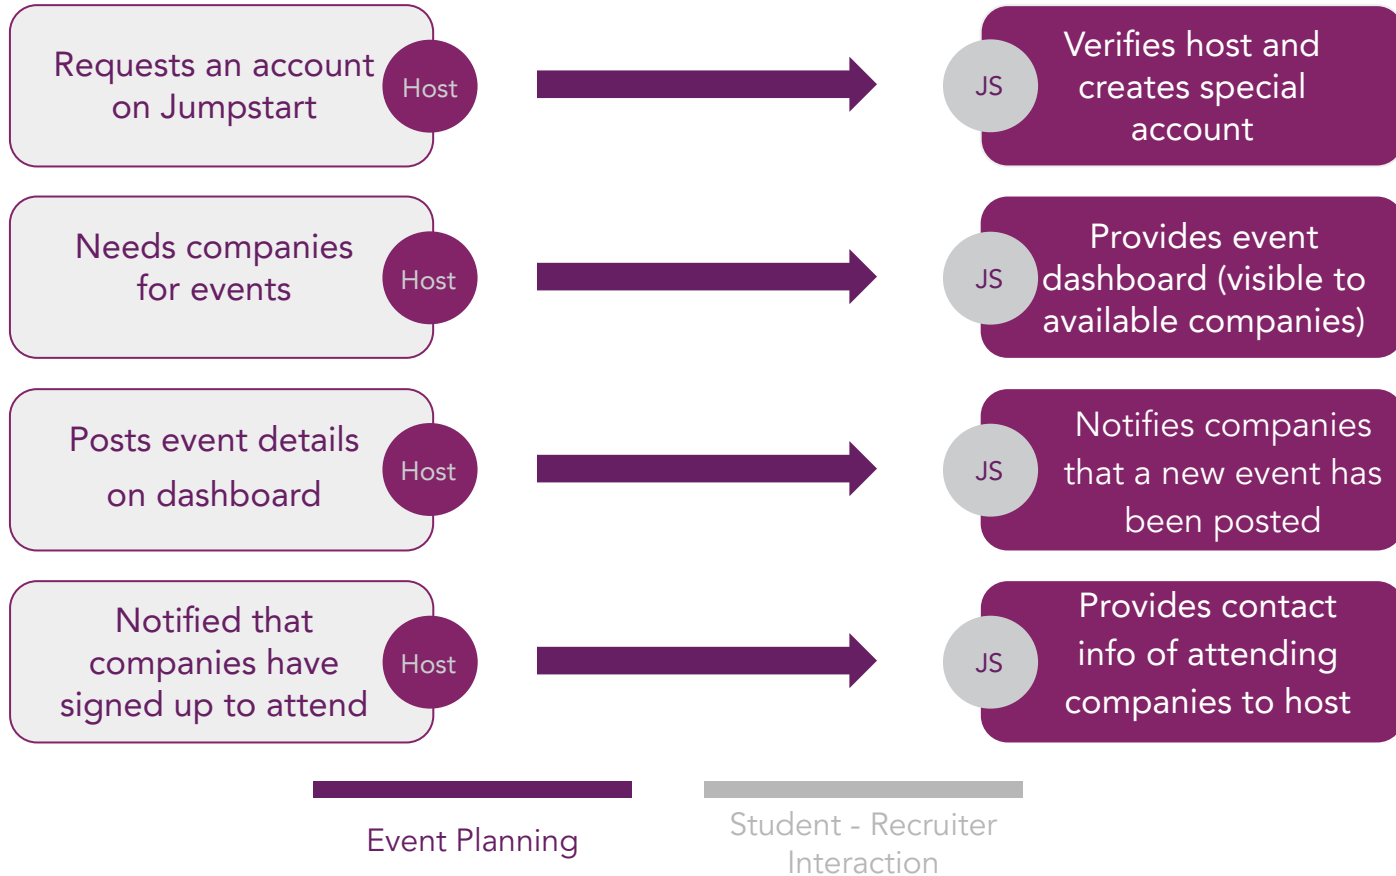 Requests an account
on Jumpstart
Host
JS
Verifies host and
creates special
account
Needs companies
for events
Host
JS
Provides event
dashboard (visible to
available companies)
Posts event details
on dashboard
Host
JS
Notifies companies
that a new event has
been posted
Notified that
companies have
signed up to attend
Host
JS
Provides contact
info of attending
companies to host
Event Planning
Student - Recruiter
Interaction